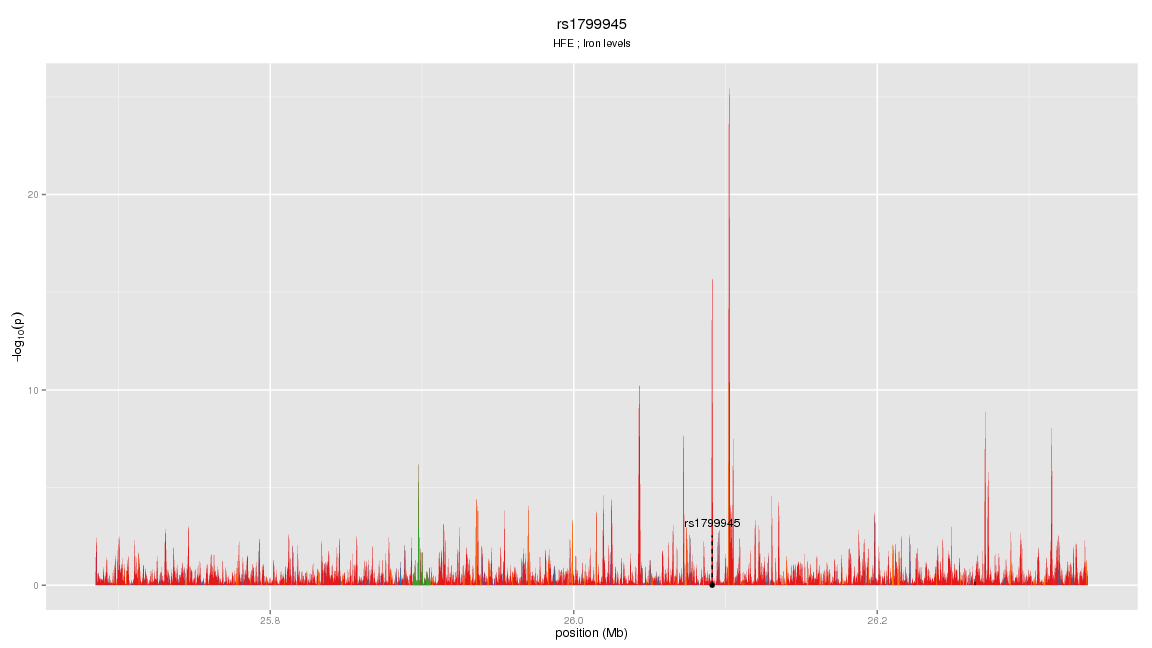 rs1799945
HFE ; Iron levels
20
10
0
−log10(p)
rs1799945
25.8
26.0
26.2
position (Mb)